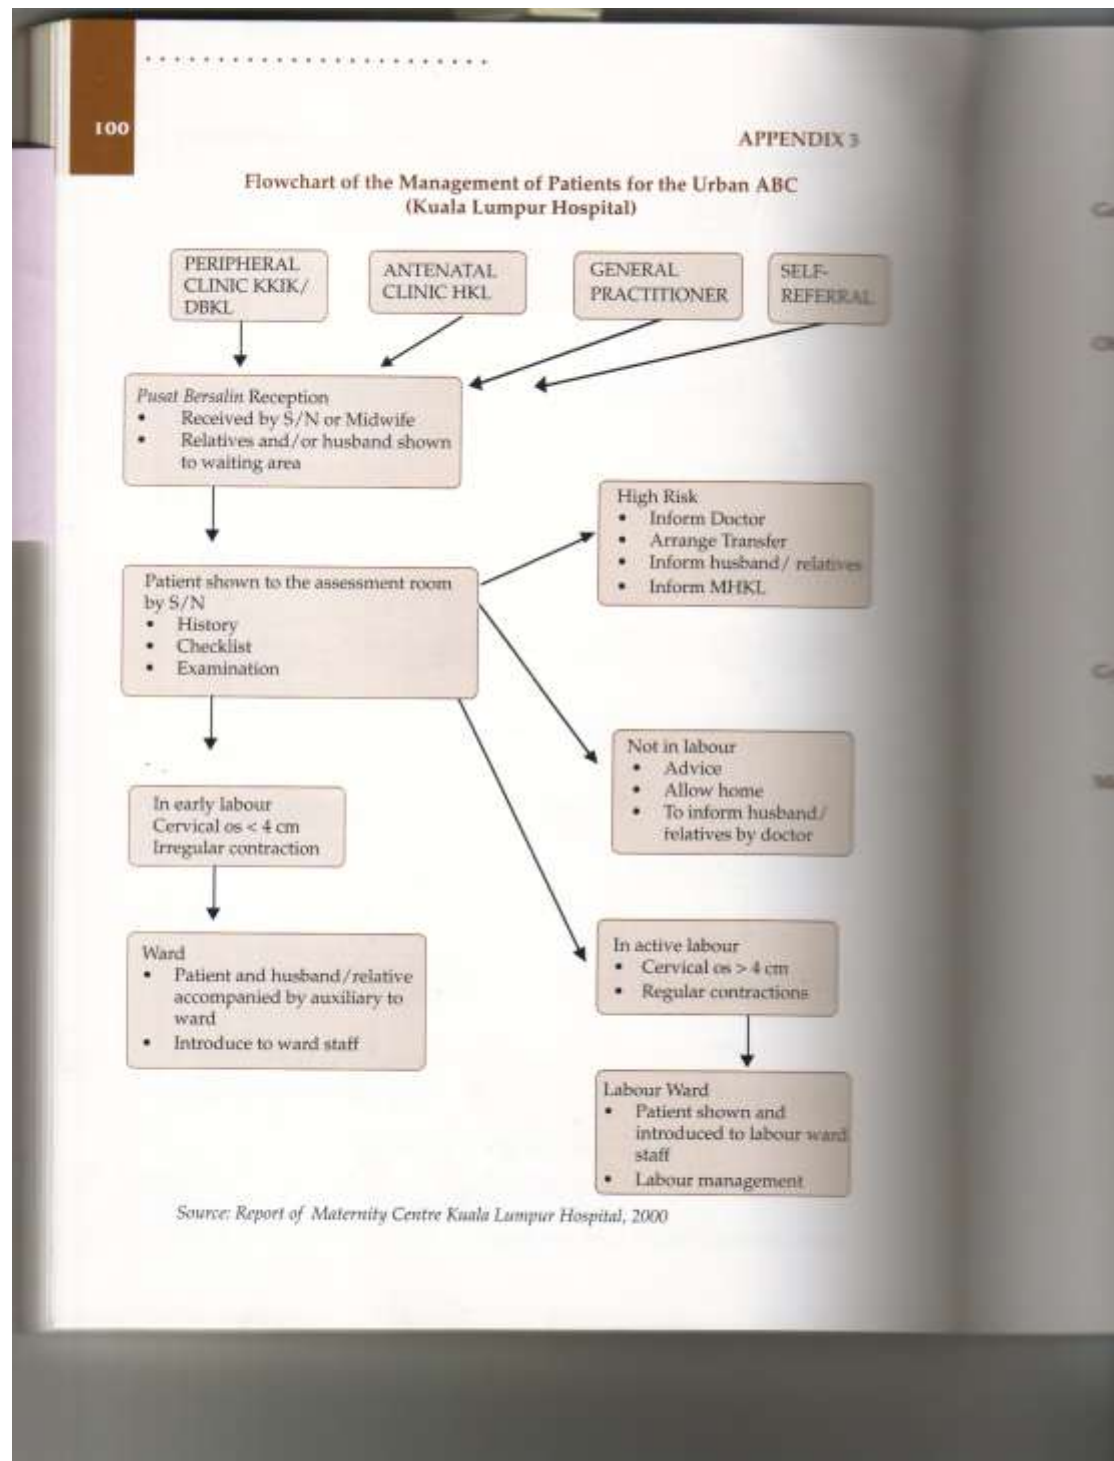 100
APPENDIX 3
Flowchart of the Management of Patients for the Urban ABC
(Kuala Lumpur Hospital)
PERIPHERAL
CLINIC KKIK/
DBKL
ANTENATAL
CLINIC HKL
GENERAL
PRACTITIONER
SELF-
REFERRAL
Pusat Bersalin Reception
• Received by S/N or Midwife
• Relatives and/or husband shown
to waiting area
High Risk
• Inform Doctor
• Arrange Transfer
• Inform husband/ relatives
• Inform MHKL
Patient shown to the assessment room
by S/N
• History
• Checklist
• Examination
Not in labour
• Advice
• Allow home
• To inform husband/
relatives by doctor
In early labour
Cervical os < 4 cm
Irregular contraction
In active labour
• Cervical os > 4 cm
• Regular contractions
Ward
• Patient and husband/relative
accompanied by auxiliary to
ward
• Introduce to ward staff
Labour Ward
• Patient shown and
introduced to labour ward
staff
• Labour management
Source: Report of Maternity Centre Kuala Lumpur Hospital, 2000